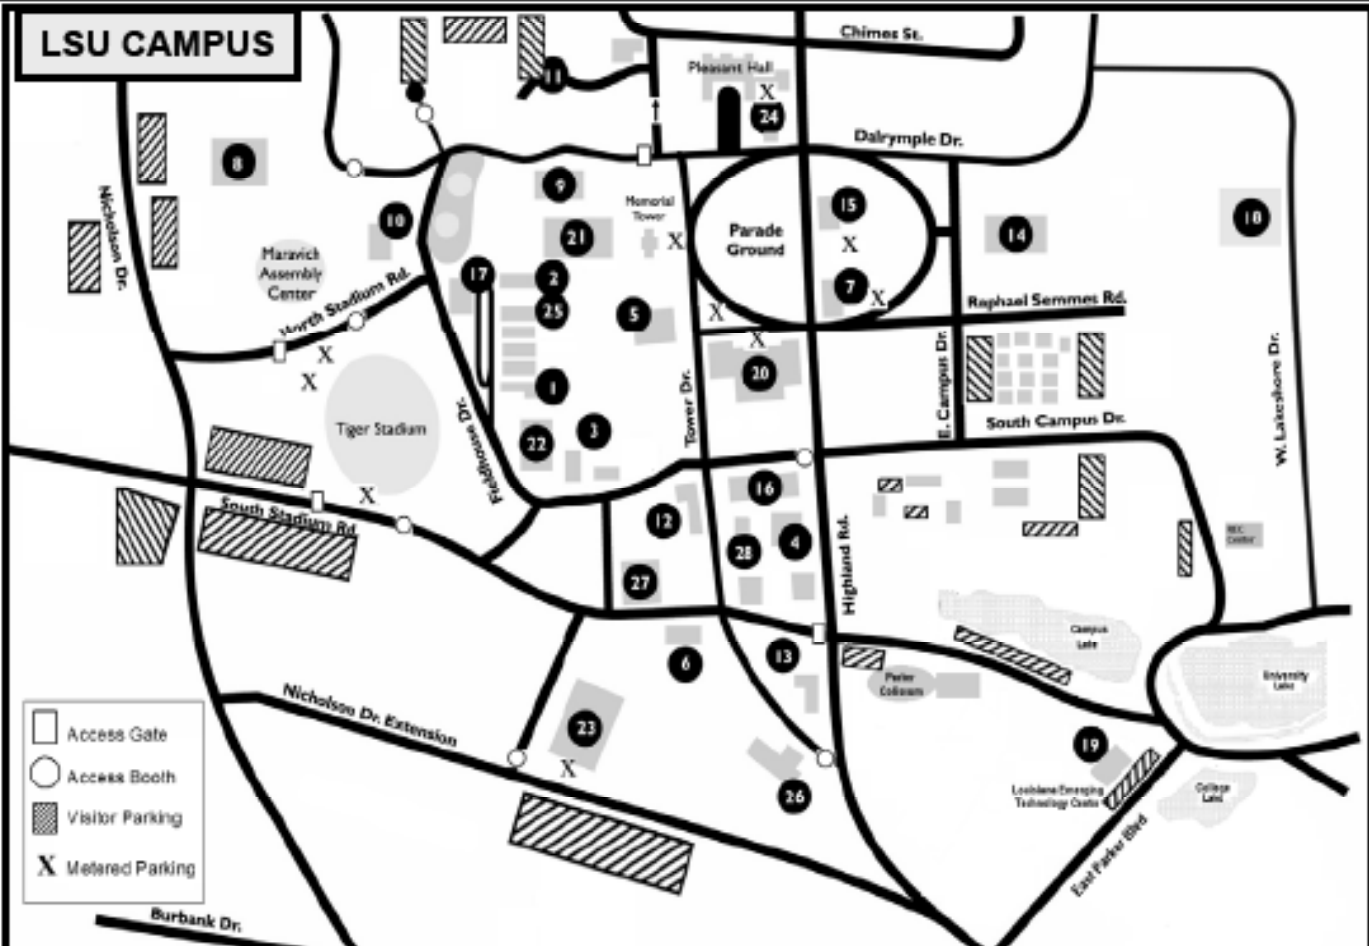 LSU CAMPUS
Chimes St.
Pleasant Hall
X
11
24
Dalrymple Dr.
8
9
10
Memorial
Tower
X
15
Parade
Ground
X
14
18
21
Nicholson Dr.
Maravich
Assembly
Center
17
2
25
5
7
X
X
Raphael Semmes Rd.
North Stadium Rd.
X
X
X
20
1
Tower Dr.
E. Campus Dr.
W. Lakeshore Dr.
Tiger Stadium
Fieldhouse Dr.
22
3
South Campus Dr.
16
X
South Stadium Rd
12
28
4
Highland Rd.
REC
Center
27
Campus
Lake
6
13
Parker
Coliseum
University
Lake
Nicholson Dr. Extension
23
X
19
26
Louisiana Emerging
Technology Center
College
Lake
East Parker Blvd
Access Gate
Access Booth
Visitor Parking
X Metered Parking
Burbank Dr.